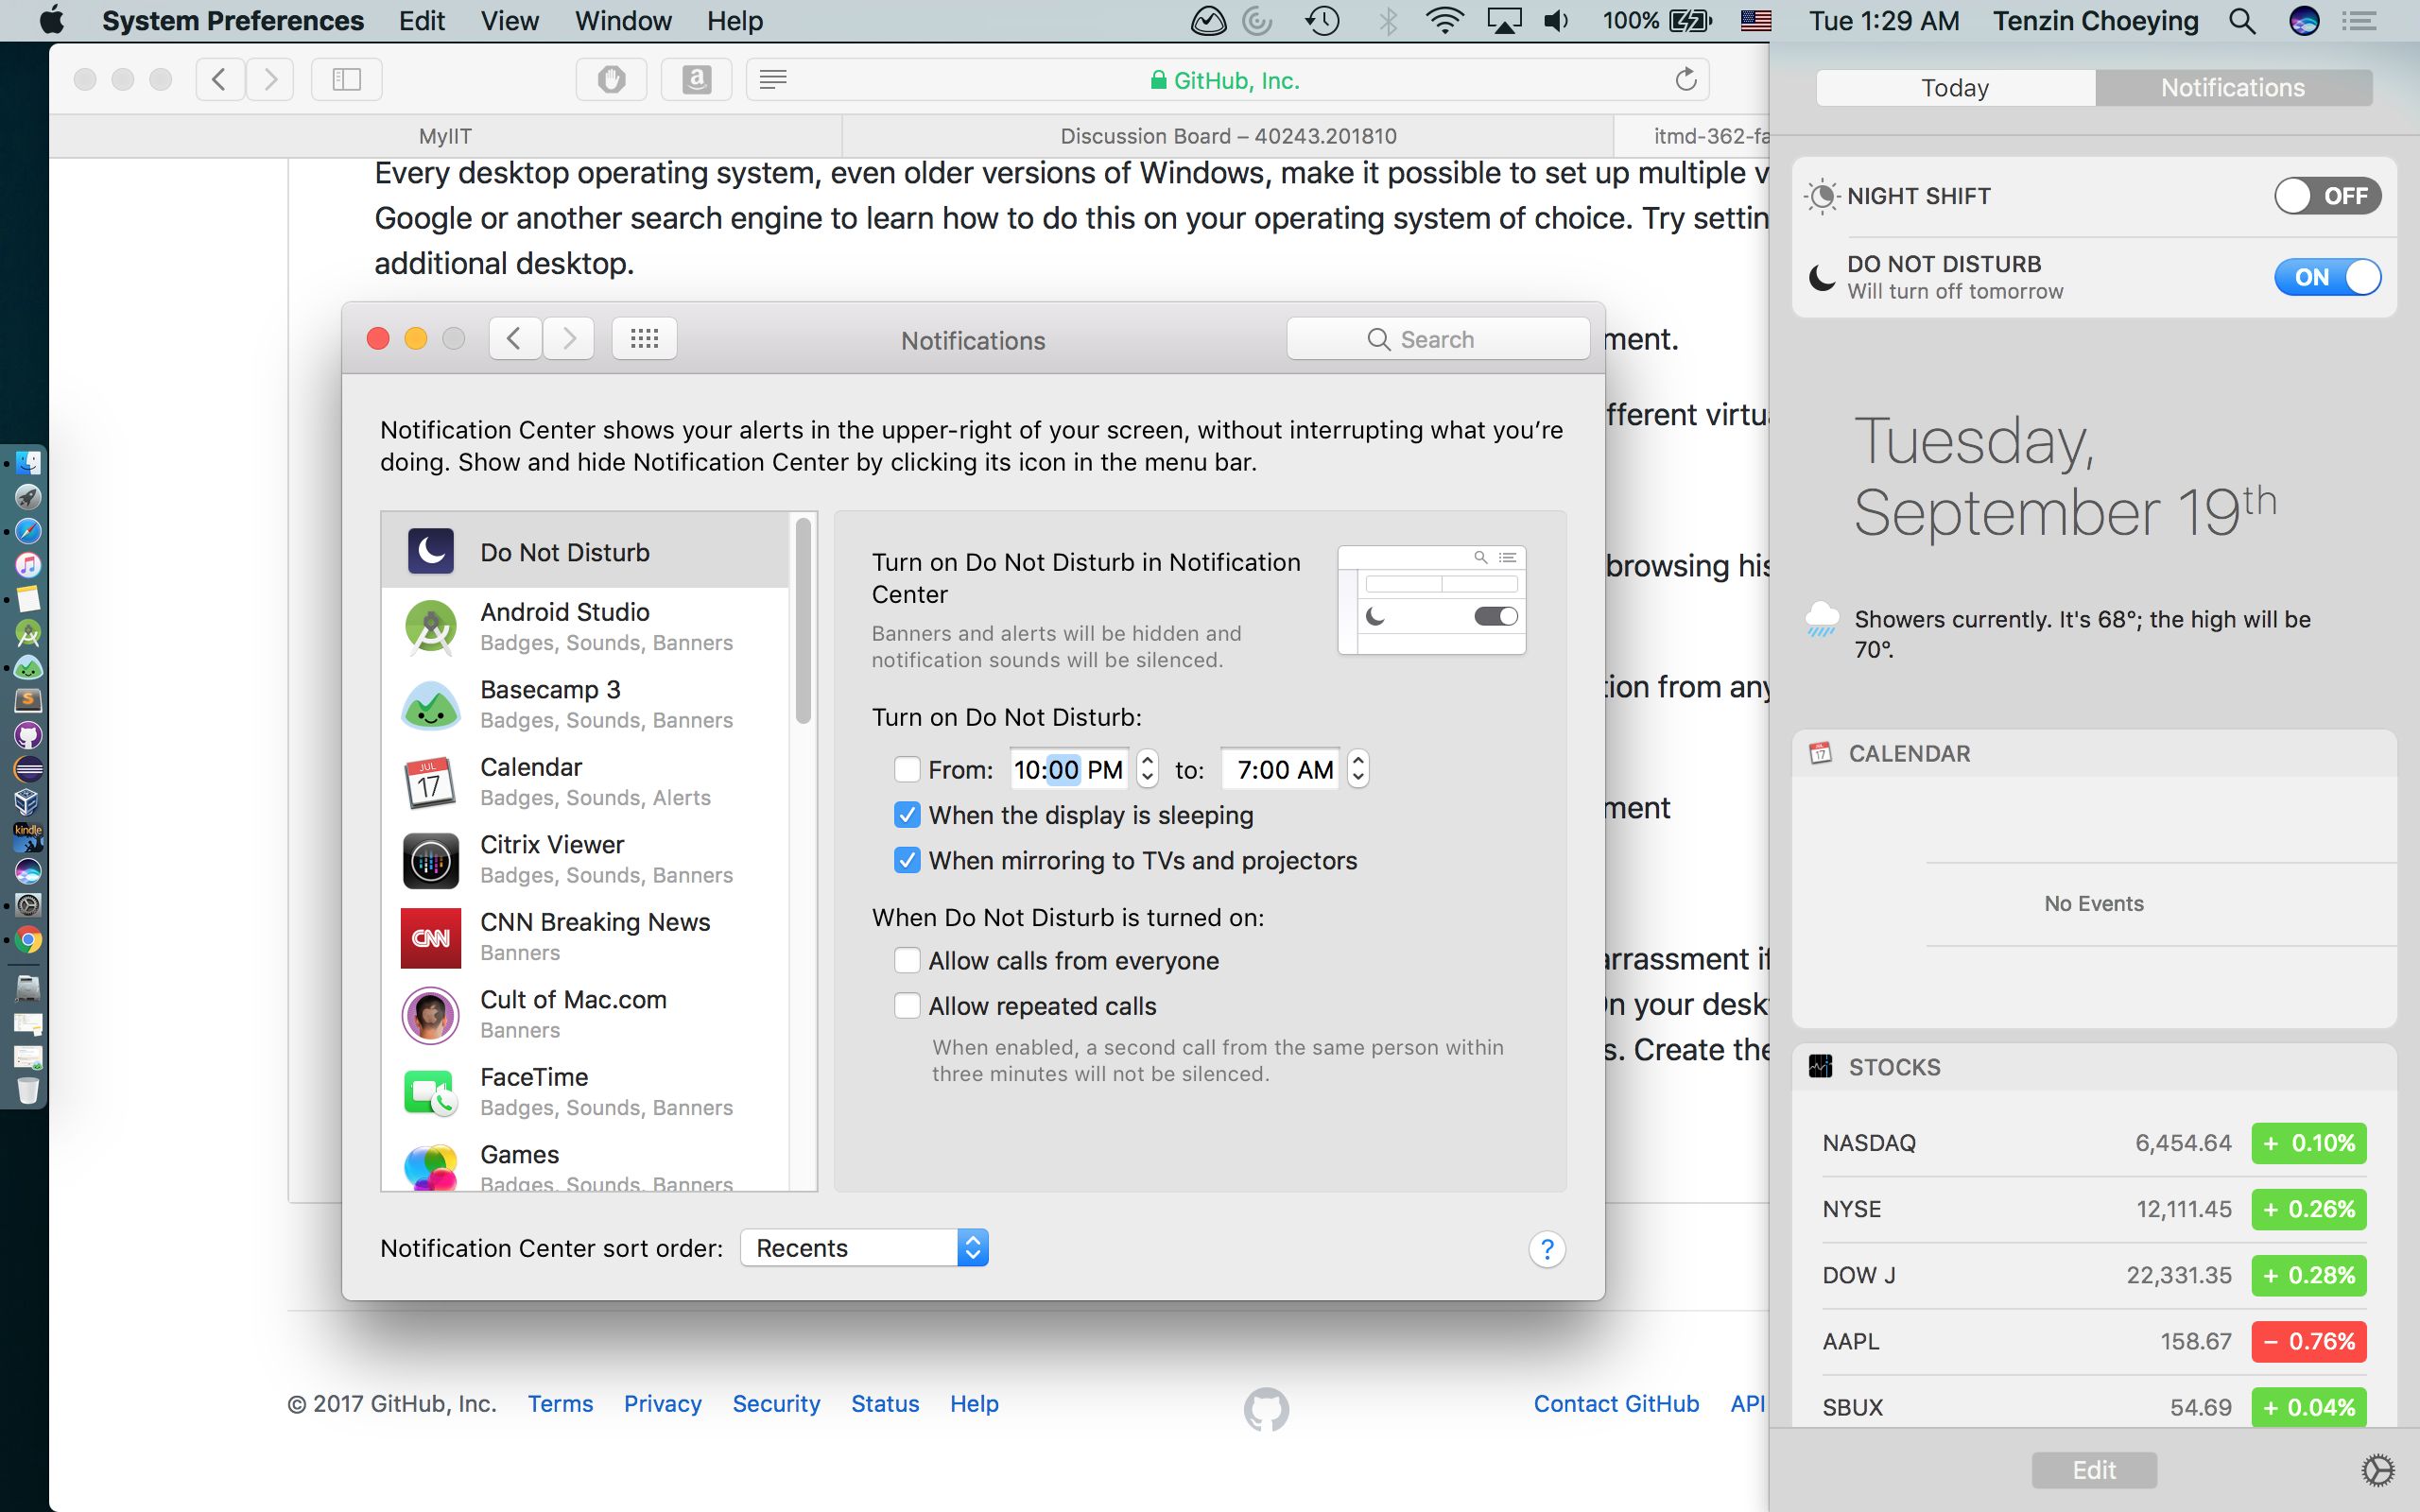 System Preferences Edit View Window Help 100% Tue 1:29 AM Tenzin Choeying
GitHub, Inc.
MyIIT Discussion Board – 40243.201810 itmd-362-fa
Every desktop operating system, even older versions of Windows, make it possible to set up multiple v
Google or another search engine to learn how to do this on your operating system of choice. Try settin
additional desktop.
ment.
fferent virtu
browsing his
tion from any
ment
arrassment if
On your desk
s. Create the
Notifications
Search
Notification Center shows your alerts in the upper-right of your screen, without interrupting what you’re
doing. Show and hide Notification Center by clicking its icon in the menu bar.
Do Not Disturb
Android Studio
Badges, Sounds, Banners
Basecamp 3
Badges, Sounds, Banners
JUL
17
Calendar
Badges, Sounds, Alerts
Citrix Viewer
Badges, Sounds, Banners
CNN
CNN Breaking News
Banners
Cult of Mac.com
Banners
FaceTime
Badges, Sounds, Banners
Games
Badges, Sounds, Banners
Turn on Do Not Disturb in Notification
Center
Banners and alerts will be hidden and
notification sounds will be silenced.
Turn on Do Not Disturb:
From: 10:00 PM to: 7:00 AM
When the display is sleeping
When mirroring to TVs and projectors
When Do Not Disturb is turned on:
Allow calls from everyone
Allow repeated calls
When enabled, a second call from the same person within
three minutes will not be silenced.
Notification Center sort order: Recents
?
kindle
© 2017 GitHub, Inc. Terms Privacy Security Status Help Contact GitHub API
Today Notifications
NIGHT SHIFT OFF
DO NOT DISTURB ON
Will turn off tomorrow
Tuesday,
September 19th
Showers currently. It's 68°; the high will be
70°.
17 CALENDAR
No Events
STOCKS
NASDAQ 6,454.64 + 0.10%
NYSE 12,111.45 + 0.26%
DOW J 22,331.35 + 0.28%
AAPL 158.67 − 0.76%
SBUX 54.69 + 0.04%
Edit